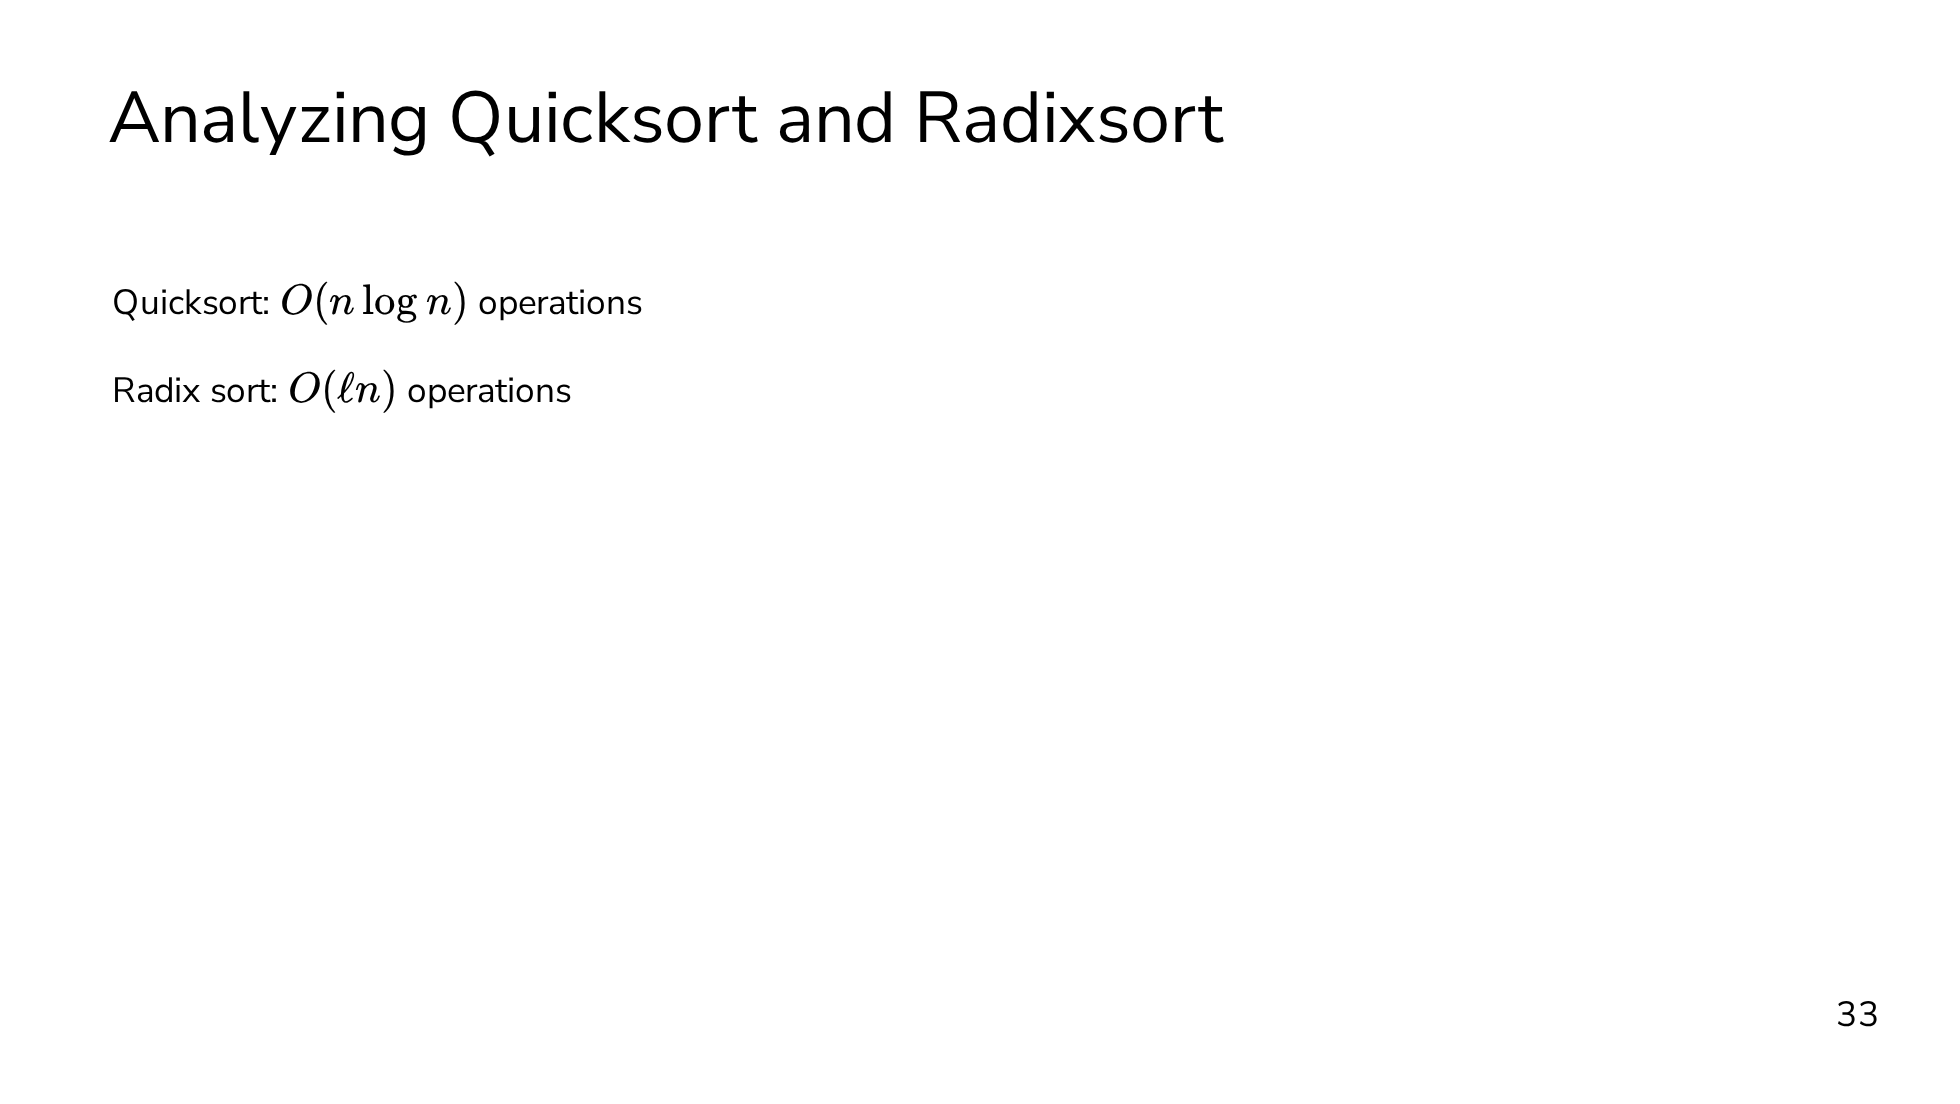 Analyzing Quicksort and Radixsort
Quicksort: O(n log n) operations
Radix sort: O(ℓn) operations
33